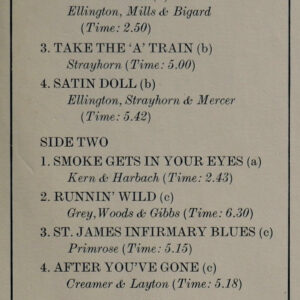 Ellington, Mills & Bigard
(Time: 2.50)
3. TAKE THE ‘A’ TRAIN (b)
Strayhorn (Time: 5.00)
4. SATIN DOLL (b)
Ellington, Strayhorn & Mercer
(Time: 5.42)
SIDE TWO
1. SMOKE GETS IN YOUR EYES (a)
Kern & Harbach (Time: 2.43)
2. RUNNIN’ WILD (c)
Grey, Woods & Gibbs (Time: 6.30)
3. ST. JAMES INFIRMARY BLUES (c)
Primrose (Time: 5.15)
4. AFTER YOU’VE GONE (c)
Creamer & Layton (Time: 5.18)